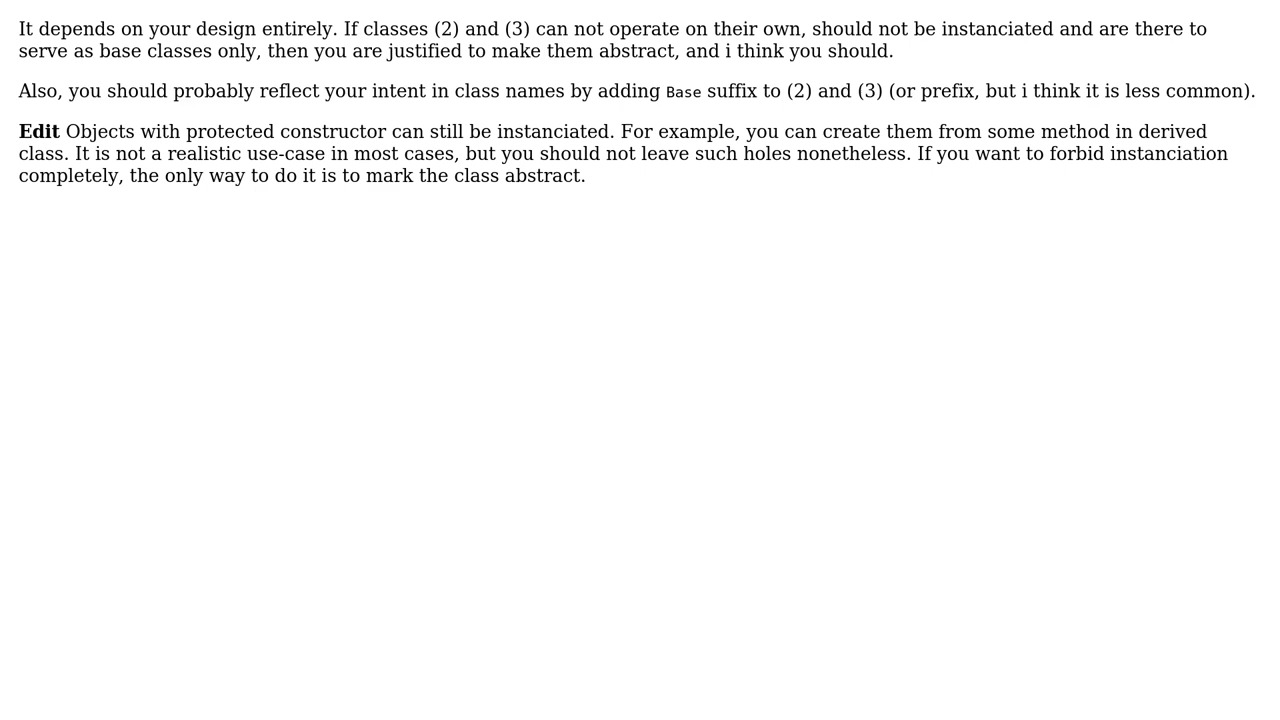 It depends on your design entirely. If classes (2) and (3) can not operate on their own, should not be instanciated and are there to
serve as base classes only, then you are justified to make them abstract, and i think you should.
Also, you should probably reflect your intent in class names by adding Base suffix to (2) and (3) (or prefix, but i think it is less common).
Edit Objects with protected constructor can still be instanciated. For example, you can create them from some method in derived
class. It is not a realistic use-case in most cases, but you should not leave such holes nonetheless. If you want to forbid instanciation
completely, the only way to do it is to mark the class abstract.